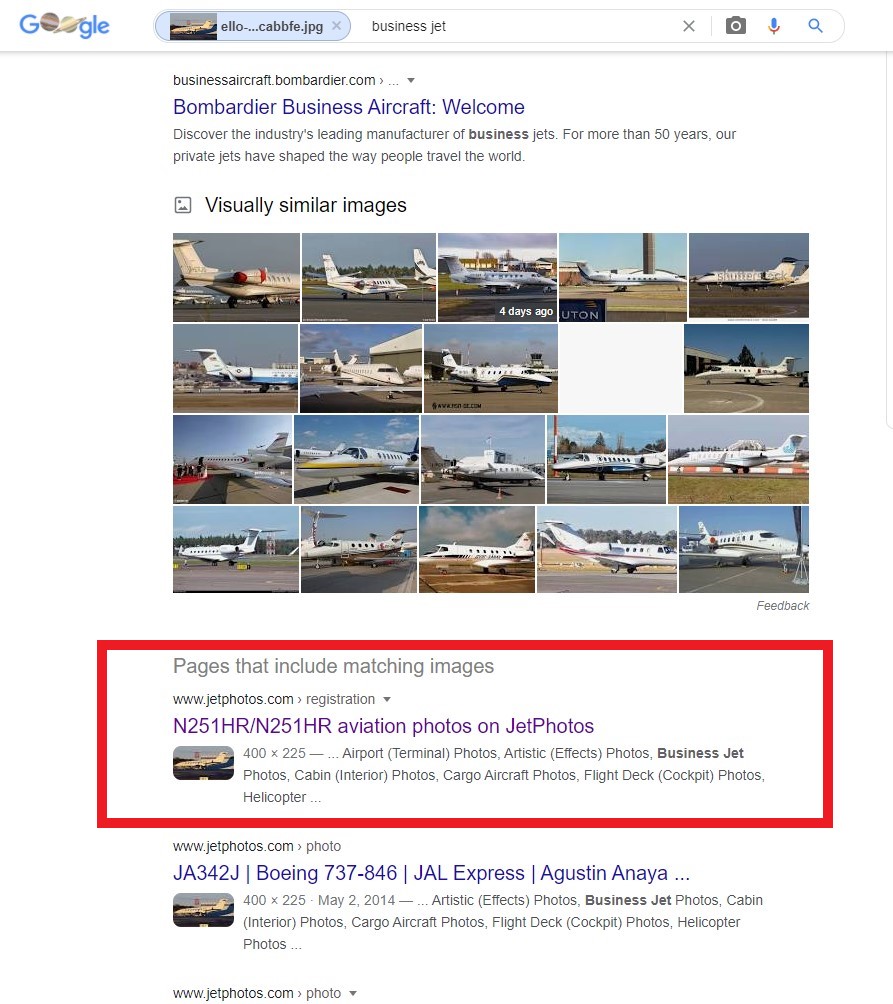 Google
ello-...cabbfe.jpg × business jet
businessaircraft.bombardier.com › ...
Bombardier Business Aircraft: Welcome
Discover the industry's leading manufacturer of business jets. For more than 50 years, our
private jets have shaped the way people travel the world.
Visually similar images
4 days ago
UTON
shutterstock
Feedback
Pages that include matching images
www.jetphotos.com › registration
N251HR/N251HR aviation photos on JetPhotos
400 × 225 — ... Airport (Terminal) Photos, Artistic (Effects) Photos, Business Jet
Photos, Cabin (Interior) Photos, Cargo Aircraft Photos, Flight Deck (Cockpit) Photos,
Helicopter ...
www.jetphotos.com › photo
JA342J | Boeing 737-846 | JAL Express | Agustin Anaya ...
400 × 225 · May 2, 2014 — ... Artistic (Effects) Photos, Business Jet Photos, Cabin
(Interior) Photos, Cargo Aircraft Photos, Flight Deck (Cockpit) Photos, Helicopter
Photos ...
www.jetphotos.com › photo